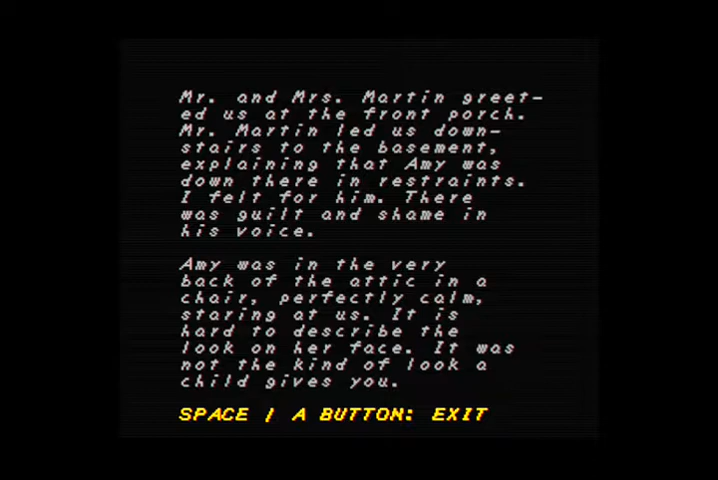 Mr. and Mrs. Martin greet-
ed us at the front porch.
Mr. Martin led us down-
stairs to the basement,
explaining that Amy was
down there in restraints.
I felt for him. There
was guilt and shame in
his voice.
Amy was in the very
back of the attic in a
chair, perfectly calm,
staring at us. It is
hard to describe the
look on her face. It was
not the kind of look a
child gives you.
SPACE / A BUTTON: EXIT